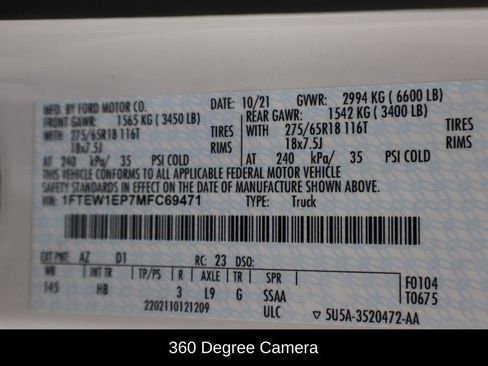 MFD. BY FORD MOTOR CO. DATE: 10/21 GVWR: 2994 KG ( 6600 LB)
FRONT GAWR: 1565 KG ( 3450 LB) REAR GAWR: 1542 KG ( 3400 LB)
WITH 275/65R18 116T TIRES WITH 275/65R18 116T TIRES
18x7.5J RIMS 18x7.5J RIMS
AT 240 kPa/ 35 PSI COLD AT 240 kPa/ 35 PSI COLD
THIS VEHICLE CONFORMS TO ALL APPLICABLE FEDERAL MOTOR VEHICLE
SAFETY STANDARDS IN EFFECT ON THE DATE OF MANUFACTURE SHOWN ABOVE.
VIN: 1FTEW1EP7MFC69471 TYPE: Truck
EXT PNT: AZ D1 RC: 23 DSO:
WB INT TR TP/PS R AXLE TR SPR F0104
145 HB 3 L9 G SSAA T0675
2202110121209 ULC ▽ 5U5A-3520472-AA
360 Degree Camera